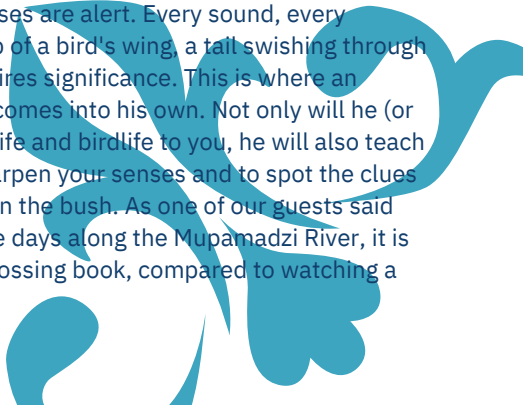 ses are alert. Every sound, every
of a bird's wing, a tail swishing through
ires significance. This is where an
comes into his own. Not only will he (or
ife and birdlife to you, he will also teach
rpen your senses and to spot the clues
n the bush. As one of our guests said
e days along the Mupamadzi River, it is
ossing book, compared to watching a